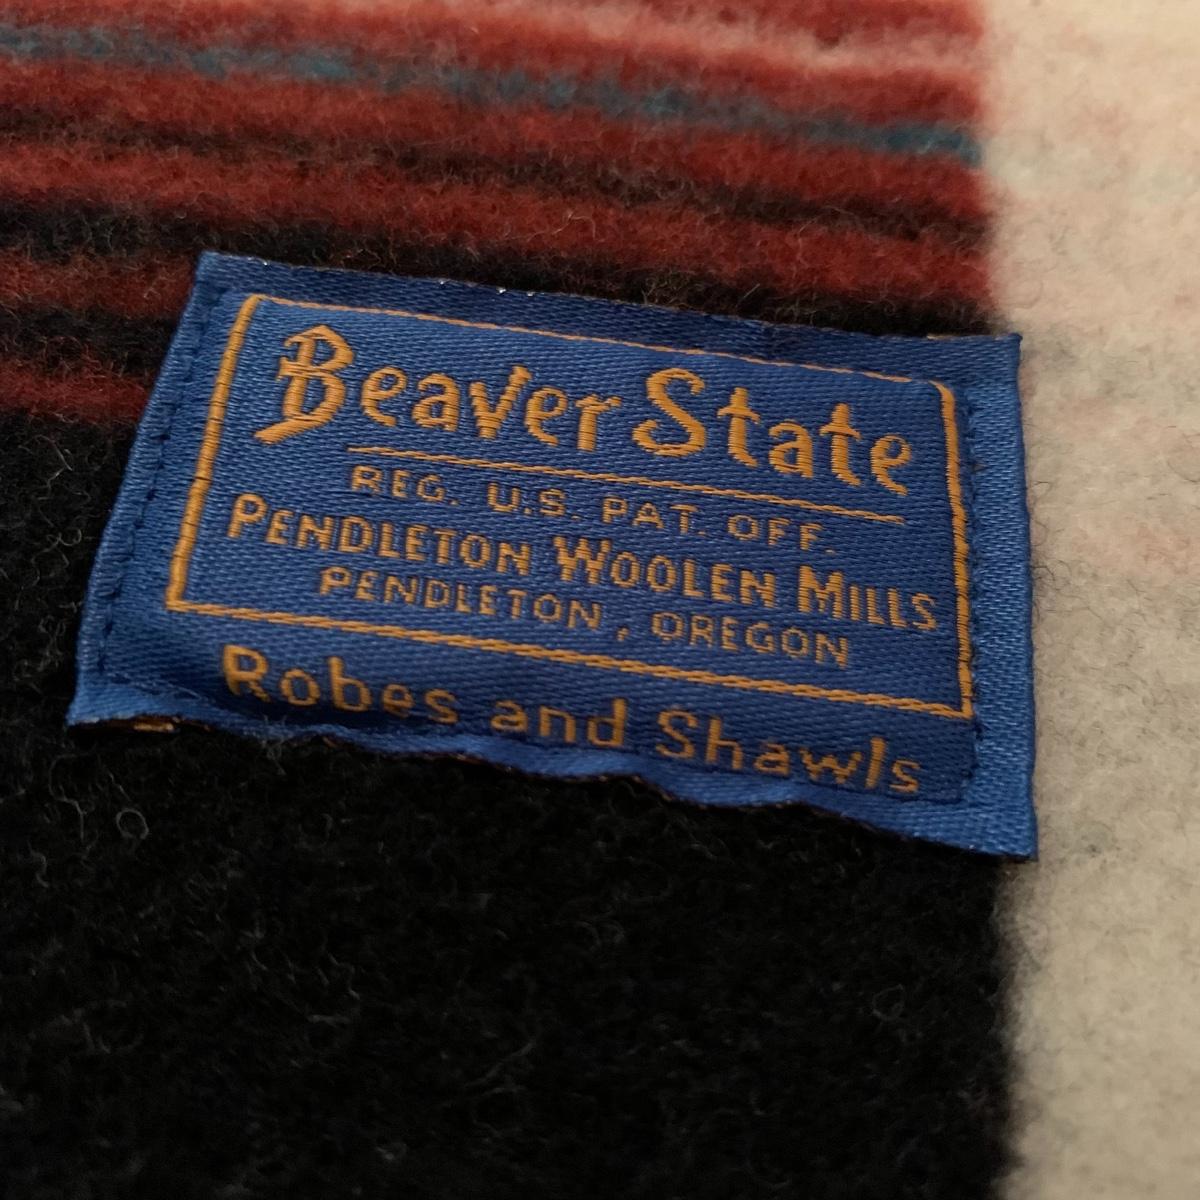 Beaver State
REG. U.S. PAT. OFF.
PENDLETON WOOLEN MILLS
PENDLETON, OREGON
Robes and Shawls